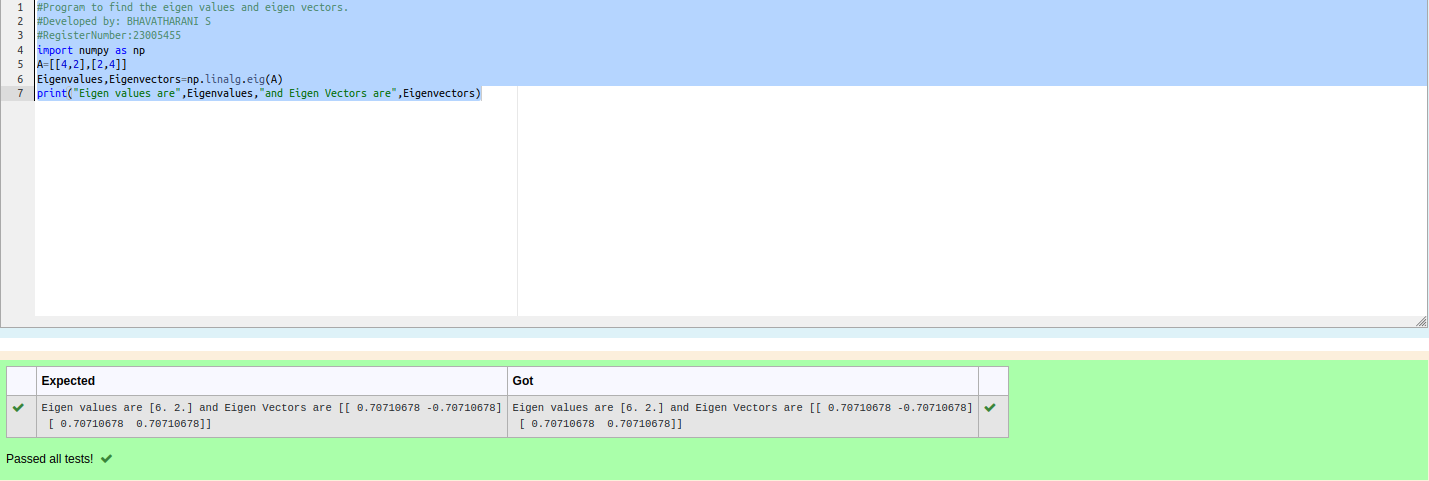 1 #Program to find the eigen values and eigen vectors.
2 #Developed by: BHAVATHARANI S
3 #RegisterNumber:23005455
4 import numpy as np
5 A=[[4,2],[2,4]]
6 Eigenvalues,Eigenvectors=np.linalg.eig(A)
7 print("Eigen values are",Eigenvalues,"and Eigen Vectors are",Eigenvectors)
Expected Got
Eigen values are [6. 2.] and Eigen Vectors are [[ 0.70710678 -0.70710678] Eigen values are [6. 2.] and Eigen Vectors are [[ 0.70710678 -0.70710678]
[ 0.70710678 0.70710678]] [ 0.70710678 0.70710678]]
Passed all tests!